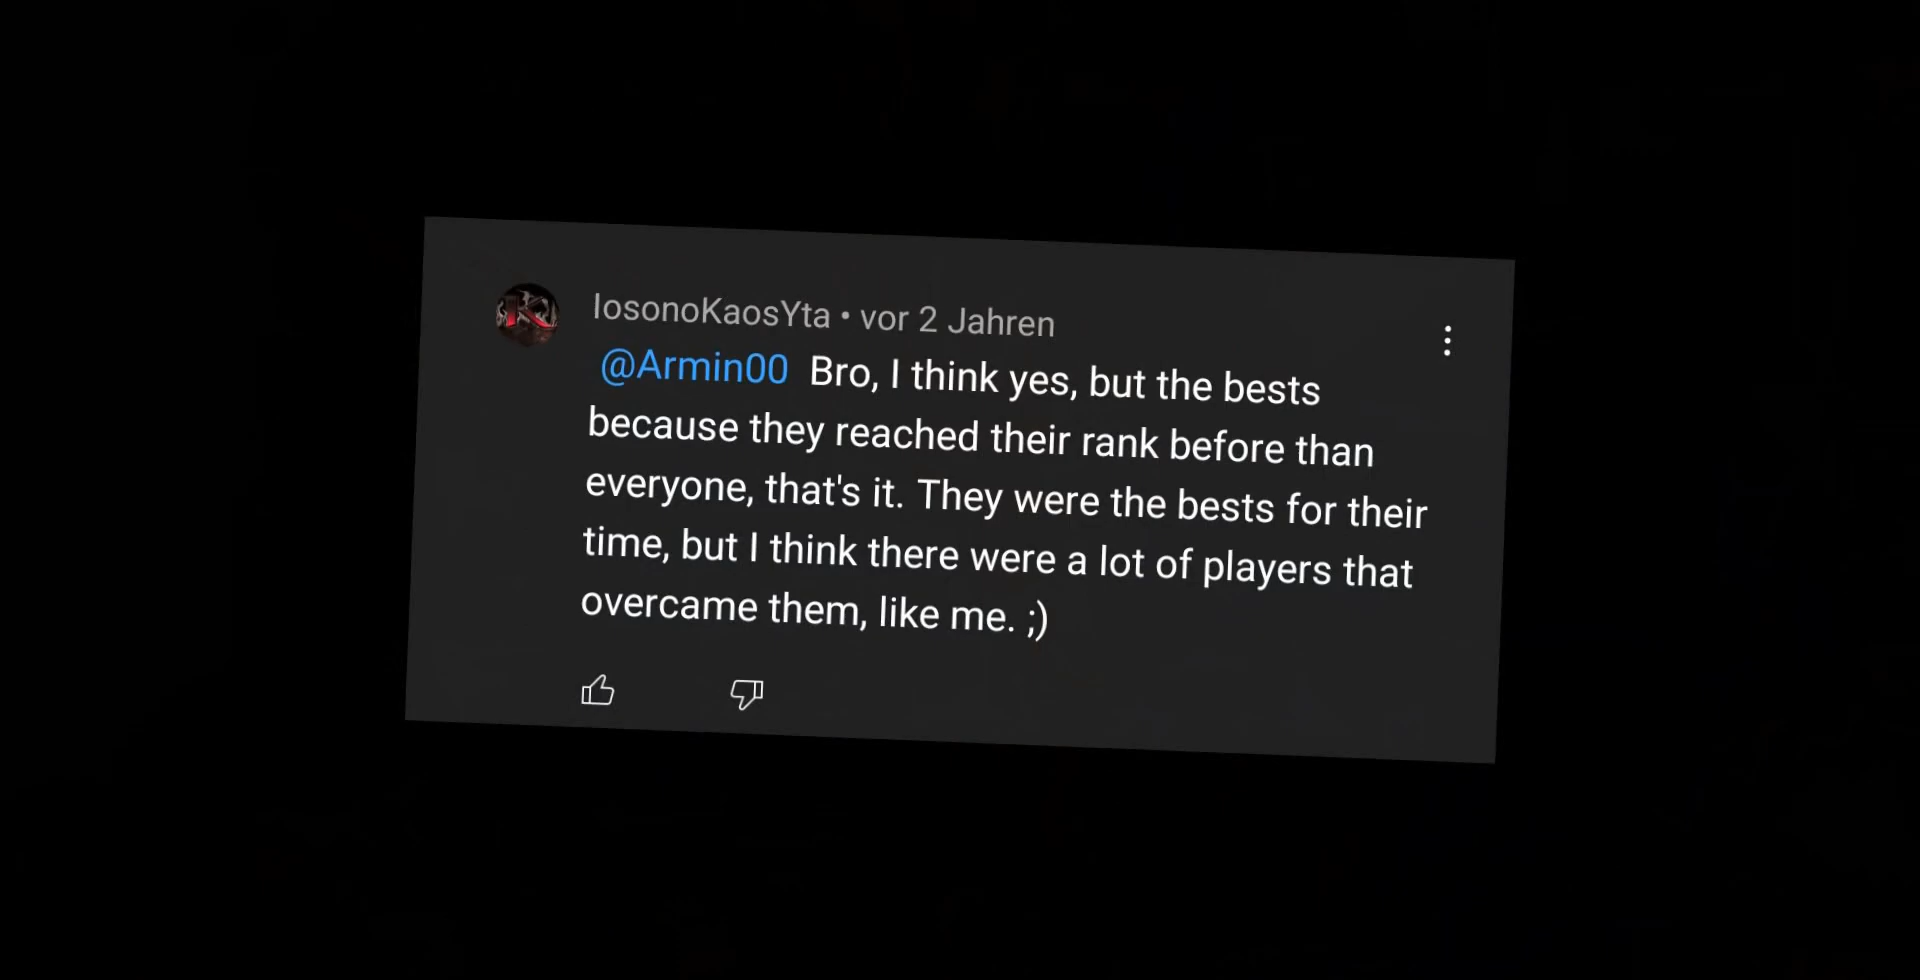 IosonoKaosYta • vor 2 Jahren
@Armin00 Bro, I think yes, but the bests
because they reached their rank before than
everyone, that's it. They were the bests for their
time, but I think there were a lot of players that
overcame them, like me. ;)